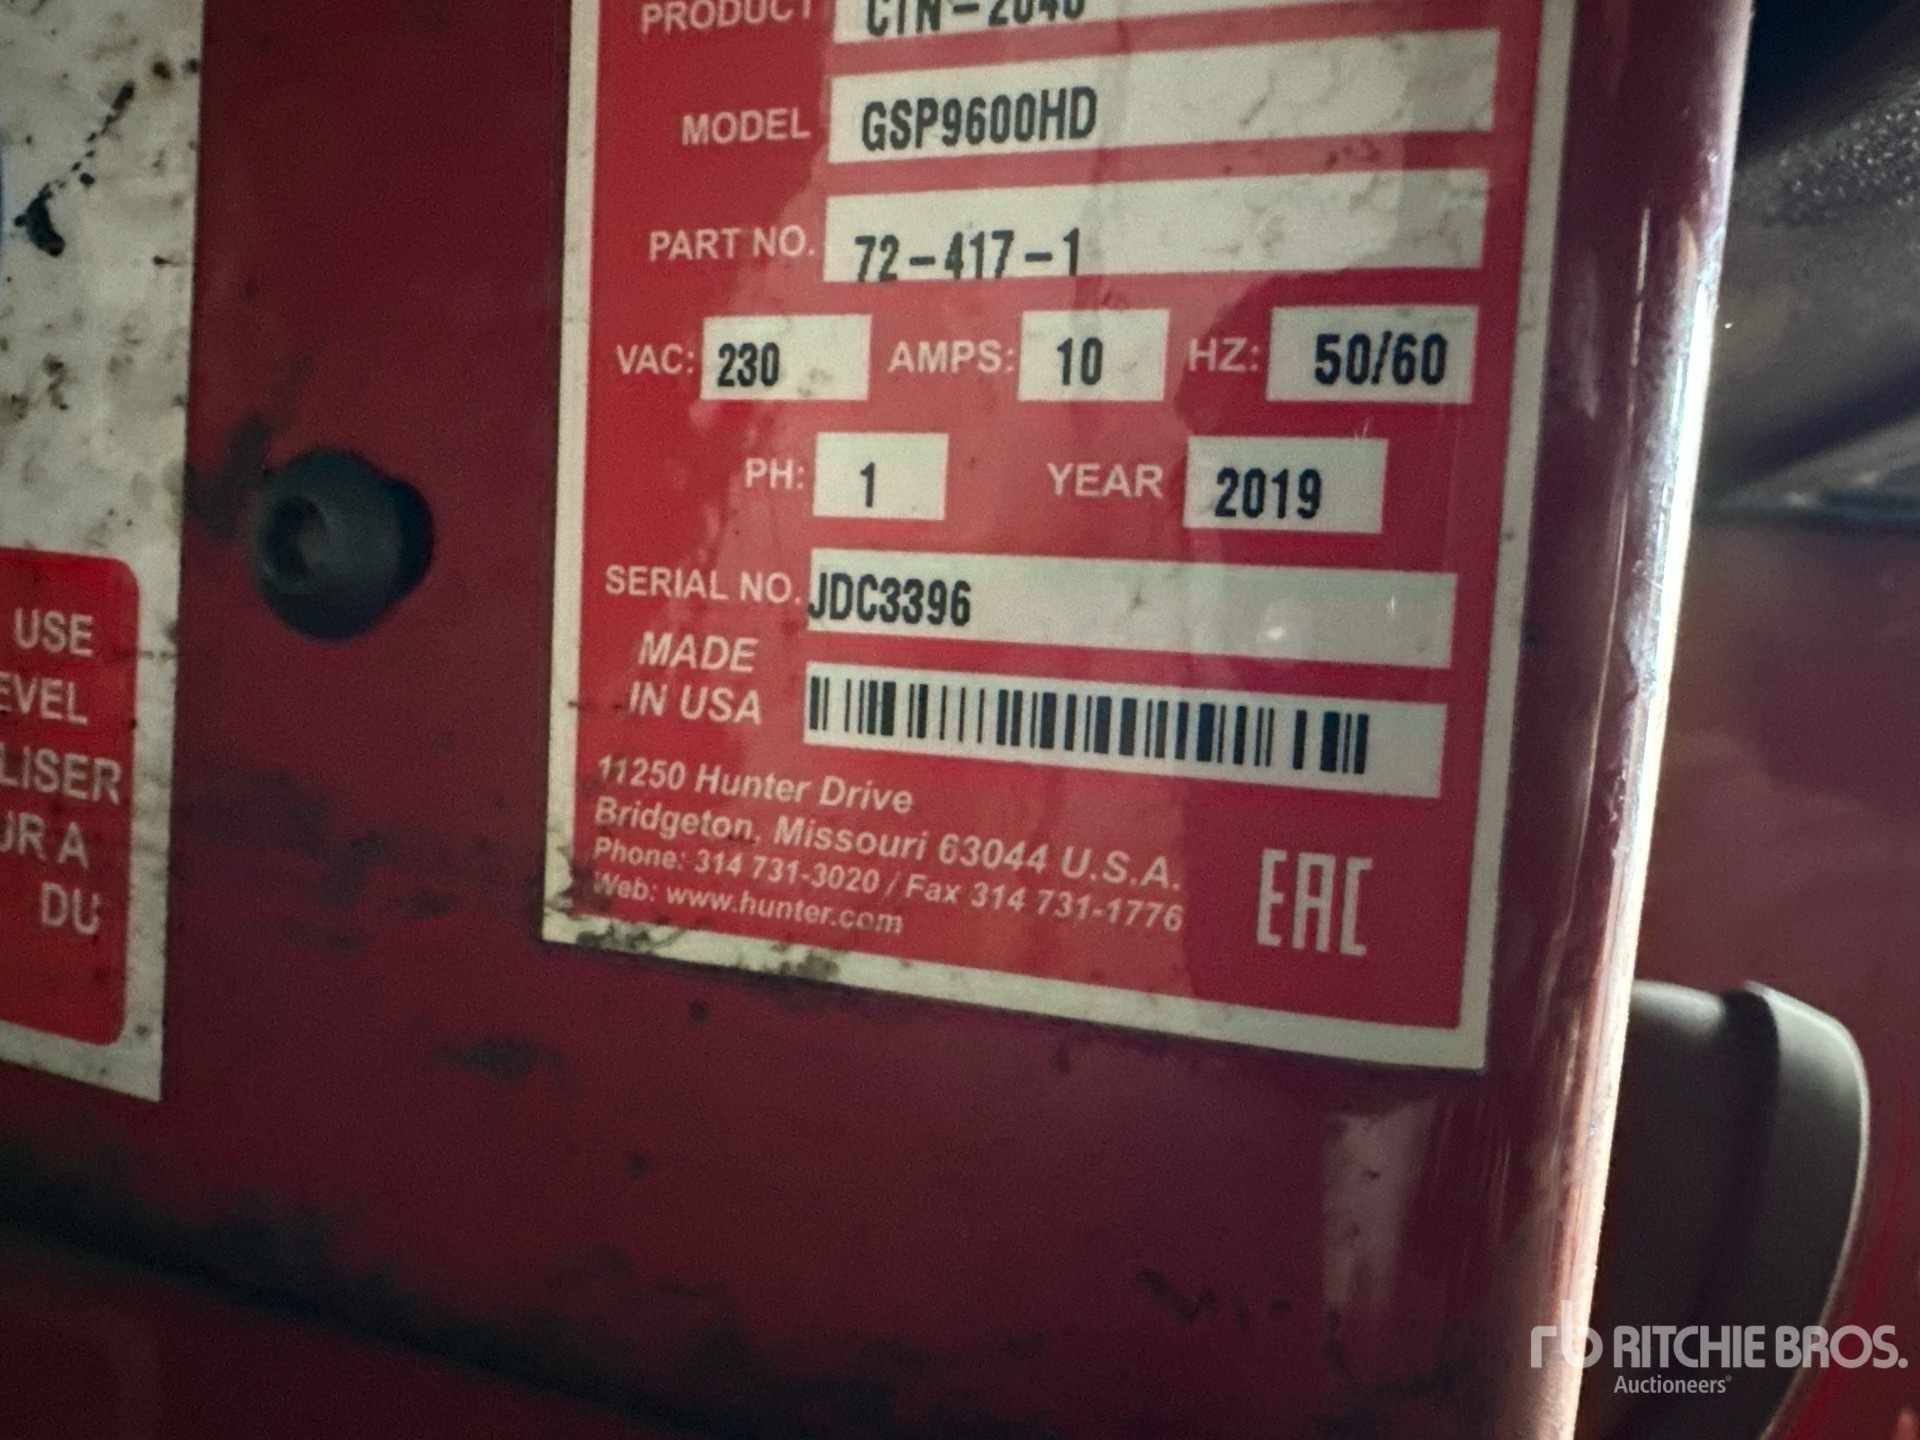 PRODUCT
MODEL GSP9600HD
PART NO. 72-417-1
VAC: 230 AMPS: 10 HZ: 50/60
PH: 1 YEAR 2019
SERIAL NO. JDC3396
MADE
IN USA
11250 Hunter Drive
Bridgeton, Missouri 63044 U.S.A.
Phone: 314 731-3020 / Fax 314 731-1776
Web: www.hunter.com
EAC
USE
EVEL
LISER
UR A
DU
rb RITCHIE BROS.
Auctioneers®